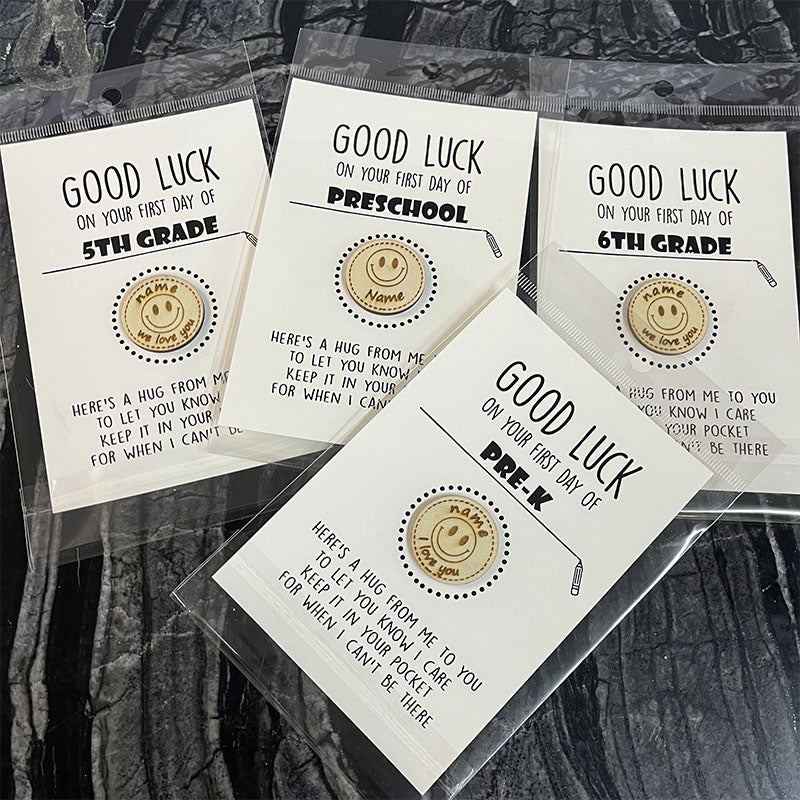 GOOD LUCK
ON YOUR FIRST DAY OF
5TH GRADE
name
we love you
HERE'S A HUG FROM ME
TO LET YOU KNOW
KEEP IT IN YOUR
FOR WHEN I CAN'T BE
GOOD LUCK
ON YOUR FIRST DAY OF
PRESCHOOL
Name
HERE'S A HUG FROM ME
TO LET YOU KNOW
KEEP IT IN YOUR
FOR WHEN I CAN'T
GOOD LUCK
ON YOUR FIRST DAY OF
6TH GRADE
name
we love you
HUG FROM ME TO YOU
YOU KNOW I CARE
YOUR POCKET
CAN'T BE THERE
GOOD LUCK
ON YOUR FIRST DAY OF
PRE-K
name
I love you
HERE'S A HUG FROM ME TO YOU
TO LET YOU KNOW I CARE
KEEP IT IN YOUR POCKET
FOR WHEN I CAN'T BE THERE